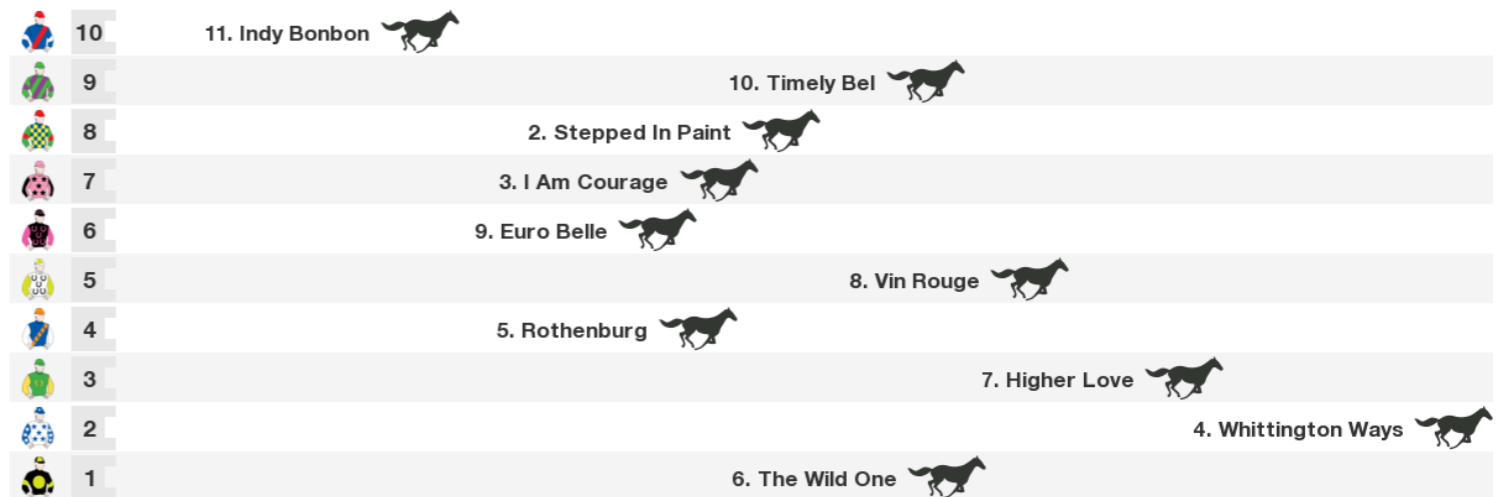 10 11. Indy Bonbon
9 10. Timely Bel
8 2. Stepped In Paint
7 3. I Am Courage
6 9. Euro Belle
5 8. Vin Rouge
4 5. Rothenburg
3 7. Higher Love
2 4. Whittington Ways
1 6. The Wild One